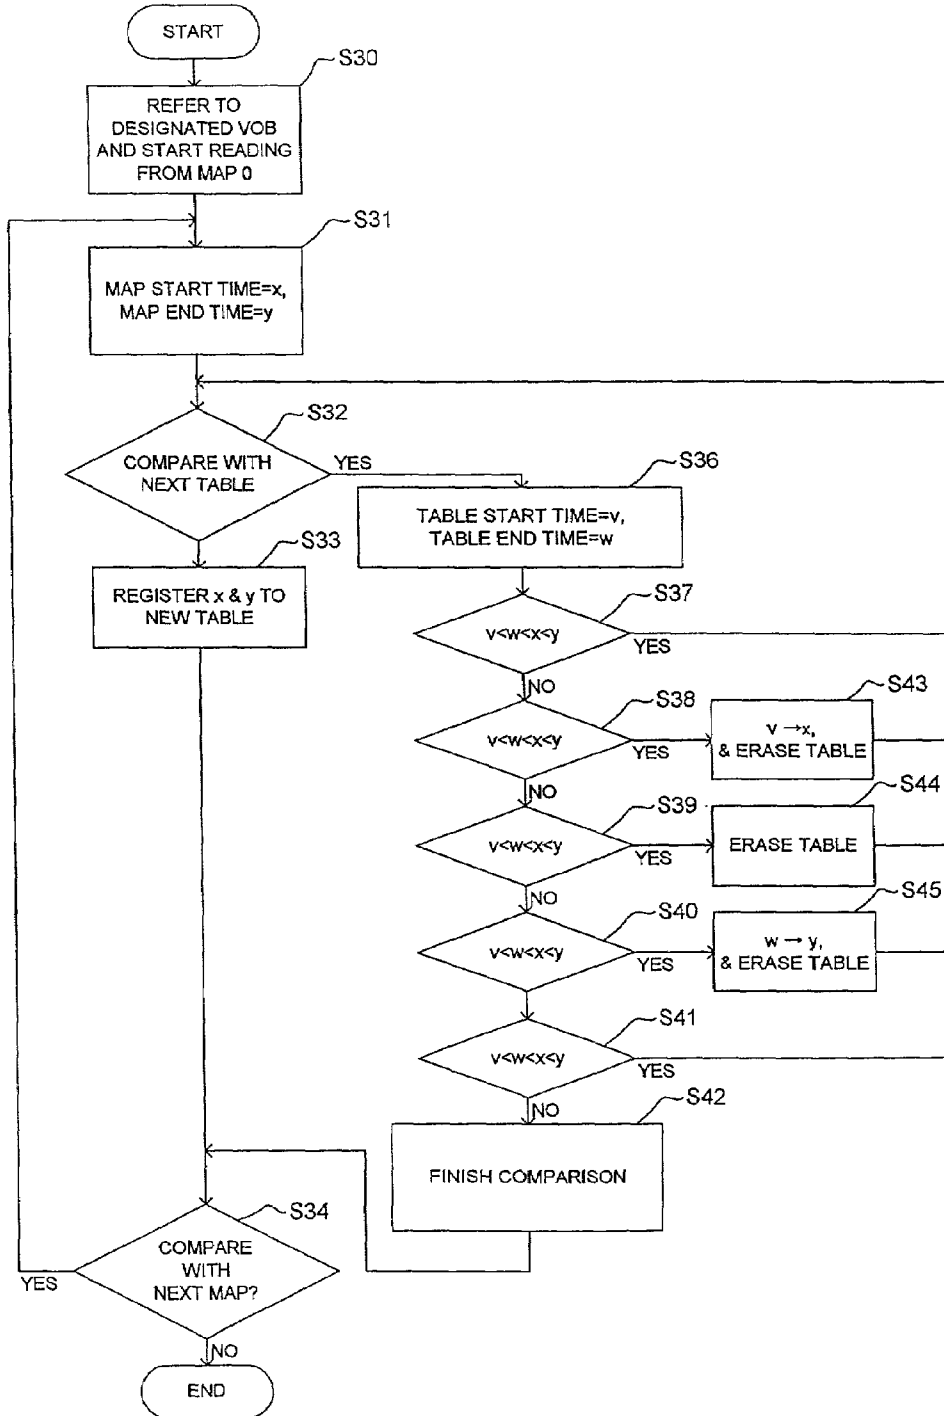 START
S30
REFER TO
DESIGNATED VOB
AND START READING
FROM MAP 0
S31
MAP START TIME=x,
MAP END TIME=y
S32
COMPARE WITH
NEXT TABLE
YES
S36
TABLE START TIME=v,
TABLE END TIME=w
S33
REGISTER x & y TO
NEW TABLE
S37
v<w<x<y
YES
NO
S38
v<w<x<y
YES
S43
v →x,
& ERASE TABLE
NO
S39
v<w<x<y
YES
S44
ERASE TABLE
NO
S40
v<w<x<y
YES
S45
w → y,
& ERASE TABLE
S41
v<w<x<y
YES
NO
S42
FINISH COMPARISON
S34
COMPARE
WITH
NEXT MAP?
YES
NO
END